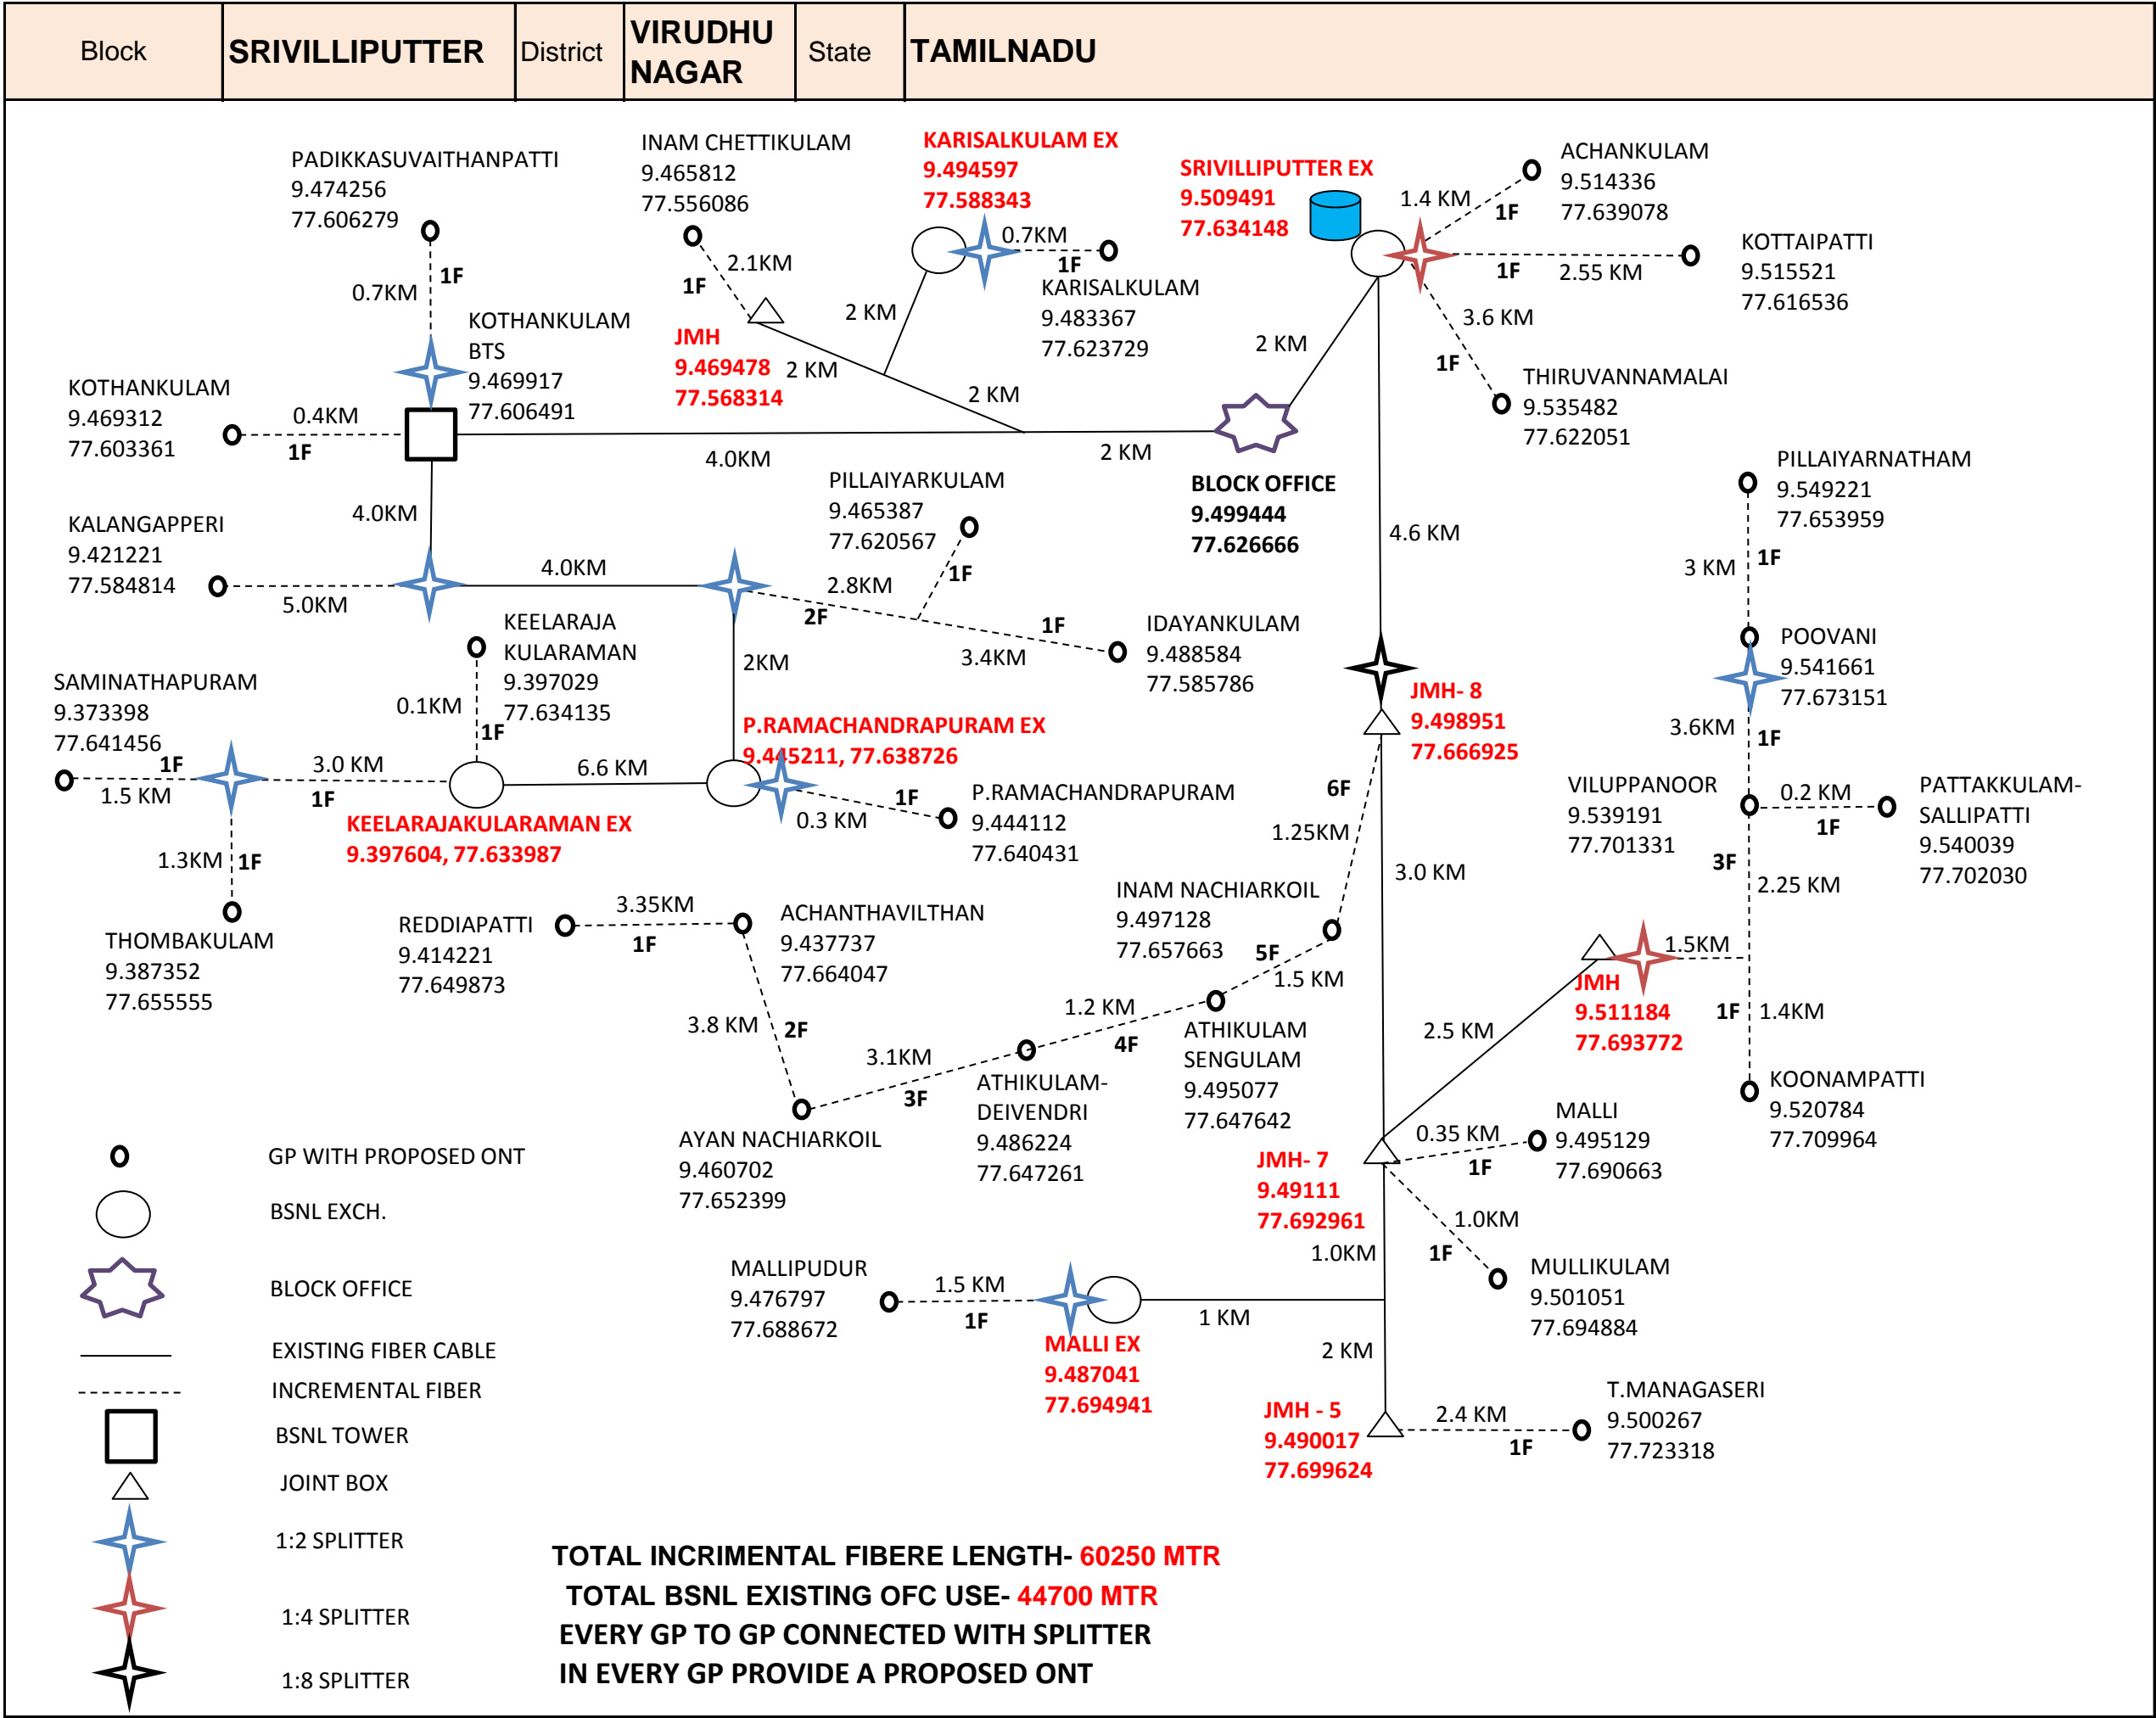 Block
SRIVILLIPUTTER
District
VIRUDHU
NAGAR
State
TAMILNADU
PADIKKASUVAITHANPATTI
9.474256
77.606279
INAM CHETTIKULAM
9.465812
77.556086
KARISALKULAM EX
9.494597
77.588343
SRIVILLIPUTTER EX
9.509491
77.634148
ACHANKULAM
9.514336
77.639078
1.4 KM
1F
KOTTAIPATTI
9.515521
77.616536
1F
2.55 KM
3.6 KM
1F
THIRUVANNAMALAI
9.535482
77.622051
0.7KM
1F
KARISALKULAM
9.483367
77.623729
2.1KM
1F
JMH
9.469478
77.568314
2 KM
2 KM
2 KM
2 KM
1F
0.7KM
KOTHANKULAM
BTS
9.469917
77.606491
KOTHANKULAM
9.469312
77.603361
0.4KM
1F
4.0KM
2 KM
BLOCK OFFICE
9.499444
77.626666
PILLAIYARKULAM
9.465387
77.620567
1F
PILLAIYARNATHAM
9.549221
77.653959
3 KM
1F
4.0KM
KALANGAPPERI
9.421221
77.584814
5.0KM
4.0KM
2.8KM
2F
1F
3.4KM
IDAYANKULAM
9.488584
77.585786
4.6 KM
POOVANI
9.541661
77.673151
3.6KM
1F
KEELARAJA
KULARAMAN
9.397029
77.634135
0.1KM
1F
2KM
SAMINATHAPURAM
9.373398
77.641456
1F
1.5 KM
3.0 KM
1F
6.6 KM
P.RAMACHANDRAPURAM EX
9.445211, 77.638726
JMH- 8
9.498951
77.666925
KEELARAJAKULARAMAN EX
9.397604, 77.633987
1F
0.3 KM
P.RAMACHANDRAPURAM
9.444112
77.640431
6F
1.25KM
VILUPPANOOR
9.539191
77.701331
0.2 KM
1F
PATTAKKULAM-
SALLIPATTI
9.540039
77.702030
3F
2.25 KM
1.3KM
1F
THOMBAKULAM
9.387352
77.655555
3.0 KM
REDDIAPATTI
9.414221
77.649873
3.35KM
1F
ACHANTHAVILTHAN
9.437737
77.664047
INAM NACHIARKOIL
9.497128
77.657663
5F
1.5 KM
1.5KM
JMH
9.511184
77.693772
1F
1.4KM
3.8 KM
2F
3.1KM
3F
1.2 KM
4F
ATHIKULAM
SENGULAM
9.495077
77.647642
2.5 KM
ATHIKULAM-
DEIVENDRI
9.486224
77.647261
KOONAMPATTI
9.520784
77.709964
AYAN NACHIARKOIL
9.460702
77.652399
JMH- 7
9.49111
77.692961
0.35 KM
1F
MALLI
9.495129
77.690663
1.0KM
1F
MULLIKULAM
9.501051
77.694884
1.0KM
MALLIPUDUR
9.476797
77.688672
1.5 KM
1F
1 KM
MALLI EX
9.487041
77.694941
2 KM
JMH - 5
9.490017
77.699624
2.4 KM
1F
T.MANAGASERI
9.500267
77.723318
GP WITH PROPOSED ONT
BSNL EXCH.
BLOCK OFFICE
EXISTING FIBER CABLE
INCREMENTAL FIBER
BSNL TOWER
JOINT BOX
1:2 SPLITTER
1:4 SPLITTER
1:8 SPLITTER
TOTAL INCRIMENTAL FIBERE LENGTH- 60250 MTR
TOTAL BSNL EXISTING OFC USE- 44700 MTR
EVERY GP TO GP CONNECTED WITH SPLITTER
IN EVERY GP PROVIDE A PROPOSED ONT